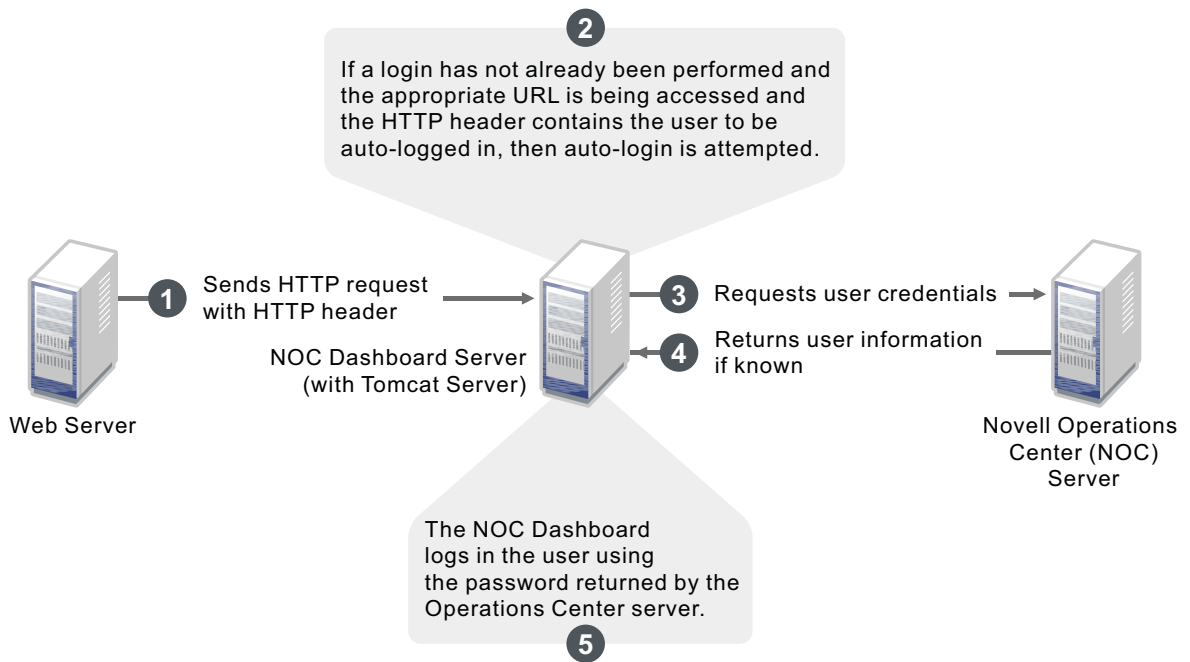 2
If a login has not already been performed and
the appropriate URL is being accessed and
the HTTP header contains the user to be
auto-logged in, then auto-login is attempted.
1
Sends HTTP request
with HTTP header
3
Requests user credentials
4
Returns user information
if known
NOC Dashboard Server
(with Tomcat Server)
Web Server
Novell Operations
Center (NOC)
Server
The NOC Dashboard
logs in the user using
the password returned by the
Operations Center server.
5